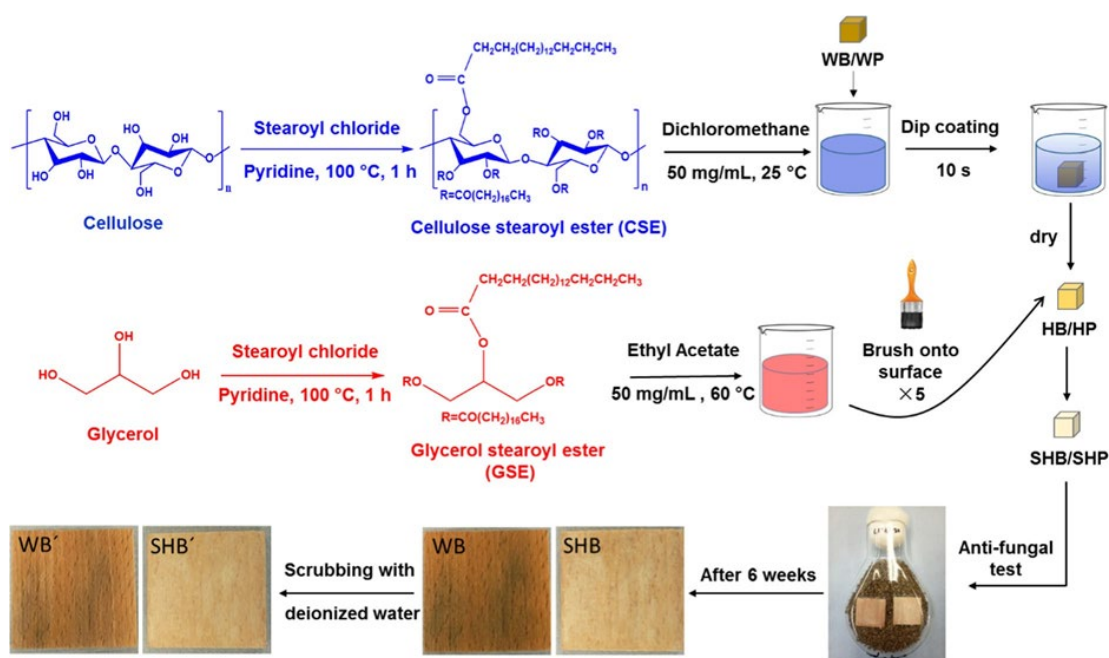 CH₂CH₂(CH₂)₁₂CH₂CH₂CH₃
O
C
O
WB/WP
OH
OH
OH
O
O
O
HO
OH
HO
O
OH
n
Cellulose
Stearoyl chloride
Pyridine, 100 °C, 1 h
RO
OR
O
O
O
RO
OR
O
OR
OR
n
R=CO(CH₂)₁₆CH₃
Cellulose stearoyl ester (CSE)
Dichloromethane
50 mg/mL, 25 °C
Dip coating
10 s
dry
HB/HP
CH₂CH₂(CH₂)₁₂CH₂CH₂CH₃
O
C
O
OH
HO
OH
Glycerol
Stearoyl chloride
Pyridine, 100 °C, 1 h
RO
OR
R=CO(CH₂)₁₆CH₃
Glycerol stearoyl ester
(GSE)
Ethyl Acetate
50 mg/mL , 60 °C
Brush onto
surface
×5
SHB/SHP
Anti-fungal
test
After 6 weeks
WB
SHB
Scrubbing with
deionized water
WB´
SHB´